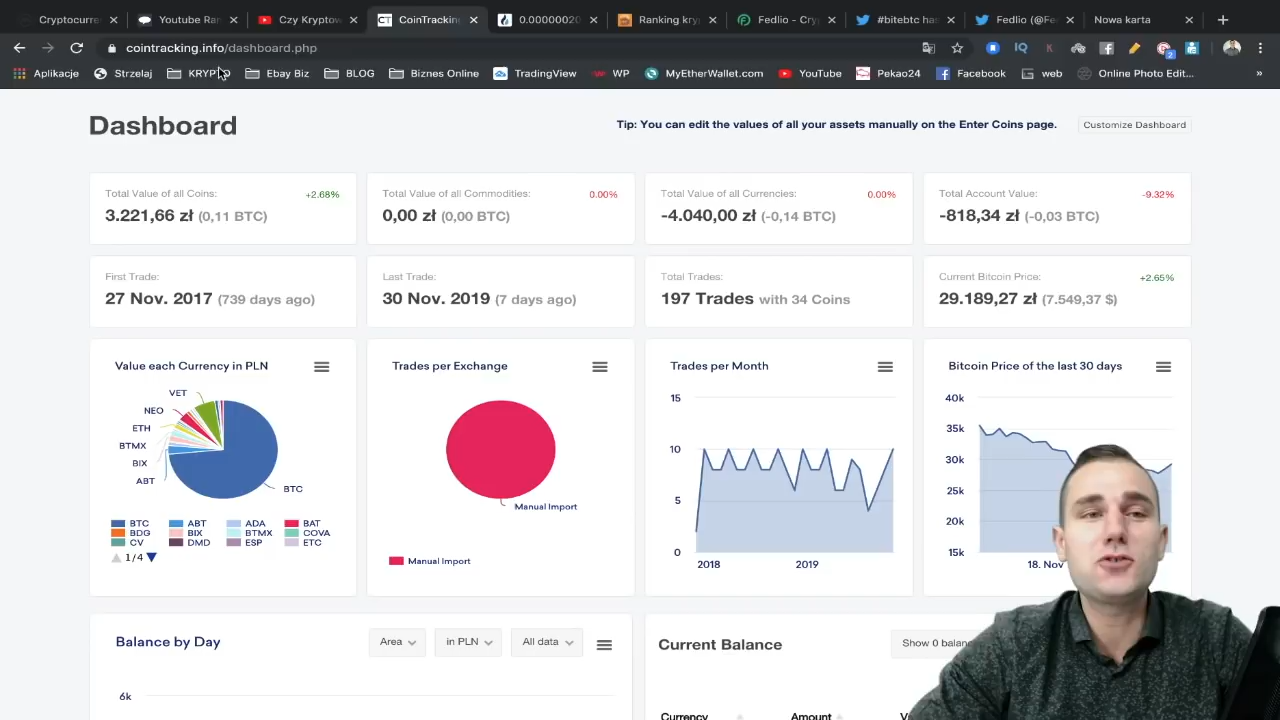 Cryptocurre
Youtube Ran
Czy Kryptow
CoinTracking
0.00000020
Ranking kry
Fedlio - Cry
#bitebtc has
Fedlio (@Fe
Nowa karta
cointracking.info/dashboard.php
Aplikacje
Strzelaj
Ebay Biz
BLOG
Biznes Online
TradingView
WP
MyEtherWallet.com
YouTube
Pekao24
Facebook
web
Online Photo Edit...
Dashboard
Tip: You can edit the values of all your assets manually on the Enter Coins page.
Customize Dashboard
Total Value of all Coins: +2.68%
3.221,66 zł (0,11 BTC)
Total Value of all Commodities: 0.00%
0,00 zł (0,00 BTC)
Total Value of all Currencies: 0.00%
-4.040,00 zł (-0,14 BTC)
Total Account Value: -9.32%
-818,34 zł (-0,03 BTC)
First Trade:
27 Nov. 2017 (739 days ago)
Last Trade:
30 Nov. 2019 (7 days ago)
Total Trades:
197 Trades with 34 Coins
Current Bitcoin Price: +2.65%
29.189,27 zł (7.549,37 $)
Value each Currency in PLN
VET
NEO
ETH
BTMX
BIX
ABT
BTC
BTC ABT ADA BAT
BDG BIX BTMX COVA
CV DMD ESP ETC
1/4
Trades per Exchange
Manual Import
Manual Import
Trades per Month
15
10
5
0
2018 2019
Bitcoin Price of the last 30 days
40k
35k
30k
25k
20k
15k
18. Nov
Balance by Day
Area
in PLN
All data
6k
Current Balance
Show 0 balan
Currency Amount